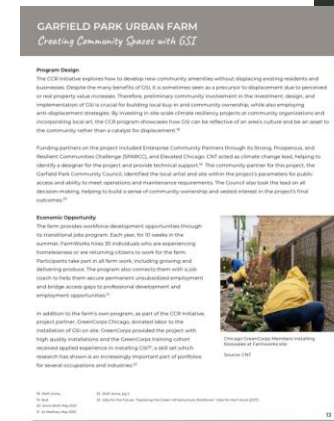 GARFIELD PARK URBAN FARM
Creating Community Spaces with GSI
Program Design
The CCR initiative explores how to develop new community amenities without displacing existing residents and
businesses. Despite the many benefits of GSI, it is sometimes seen as a precursor to displacement due to perceived
or real property value increases. Therefore, preliminary community involvement in the investment, design, and
implementation of GSI is crucial for building local buy-in and community ownership, while also employing
anti-displacement strategies. By investing in site-scale climate resiliency projects at community organizations and
incorporating local art, the CCR program showcases how GSI can be reflective of an area's culture and be an asset to
the community rather than a catalyst for displacement.
Funding partners on the project included Enterprise Community Partners through its Strong, Prosperous, and
Resilient Communities Challenge (SPARCC), and Elevated Chicago. CNT acted as climate change lead, helping to
identify a designer for the project and provide technical support. The community partner for this project, the
Garfield Park Community Council, identified the local artist and site within the project's parameters for public
access and ability to meet operations and maintenance requirements. The Council also took the lead on all
decision-making, helping to build a sense of community ownership and vested interest in the project's final
outcomes.
Economic Opportunity
The farm provides workforce development opportunities through
its transitional jobs program. Each year, for 10 weeks in the
summer, FarmWorks hires 30 individuals who are experiencing
homelessness or are returning citizens to work for the farm.
Participants take part in all farm work, including growing and
delivering produce. The program also connects them with a job
coach to help them secure permanent unsubsidized employment
and bridge access gaps to professional development and
employment opportunities.
In addition to the farm's own program, as part of the CCR Initiative,
project partner, GreenCorps Chicago, donated labor to the
installation of GSI on site. GreenCorps provided the project with
high quality installations and the GreenCorps training cohort
received applied experience in installing GSI, a skill set which
research has shown is an increasingly important part of portfolios
for several occupations and industries.
Chicago GreenCorps Members installing
bioswales at Farmworks site.
Source: CNT
13